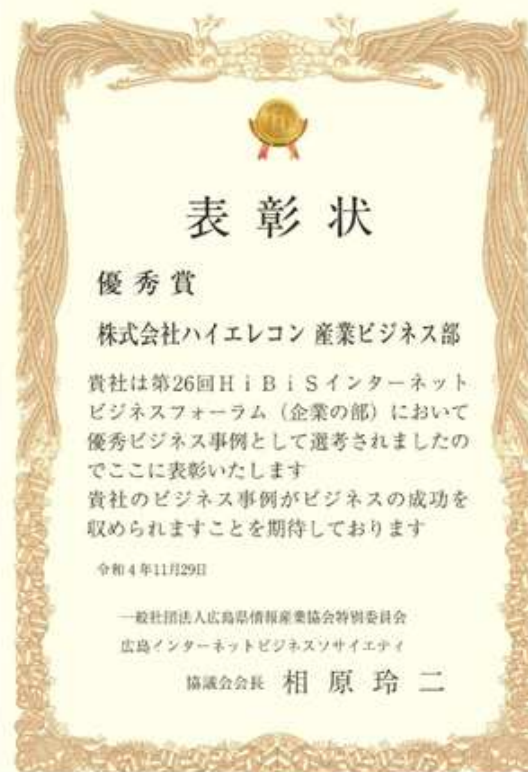 表彰状
優秀賞
株式会社ハイエレコン 産業ビジネス部
貴社は第26回ＨｉＢｉＳインターネット
ビジネスフォーラム（企業の部）において
優秀ビジネス事例として選考されましたの
でここに表彰いたします
貴社のビジネス事例がビジネスの成功を
収められますことを期待しております
令和４年11月29日
一般社団法人広島県情報産業協会特別委員会
広島インターネットビジネスソサイエティ
協議会会長 相原玲二